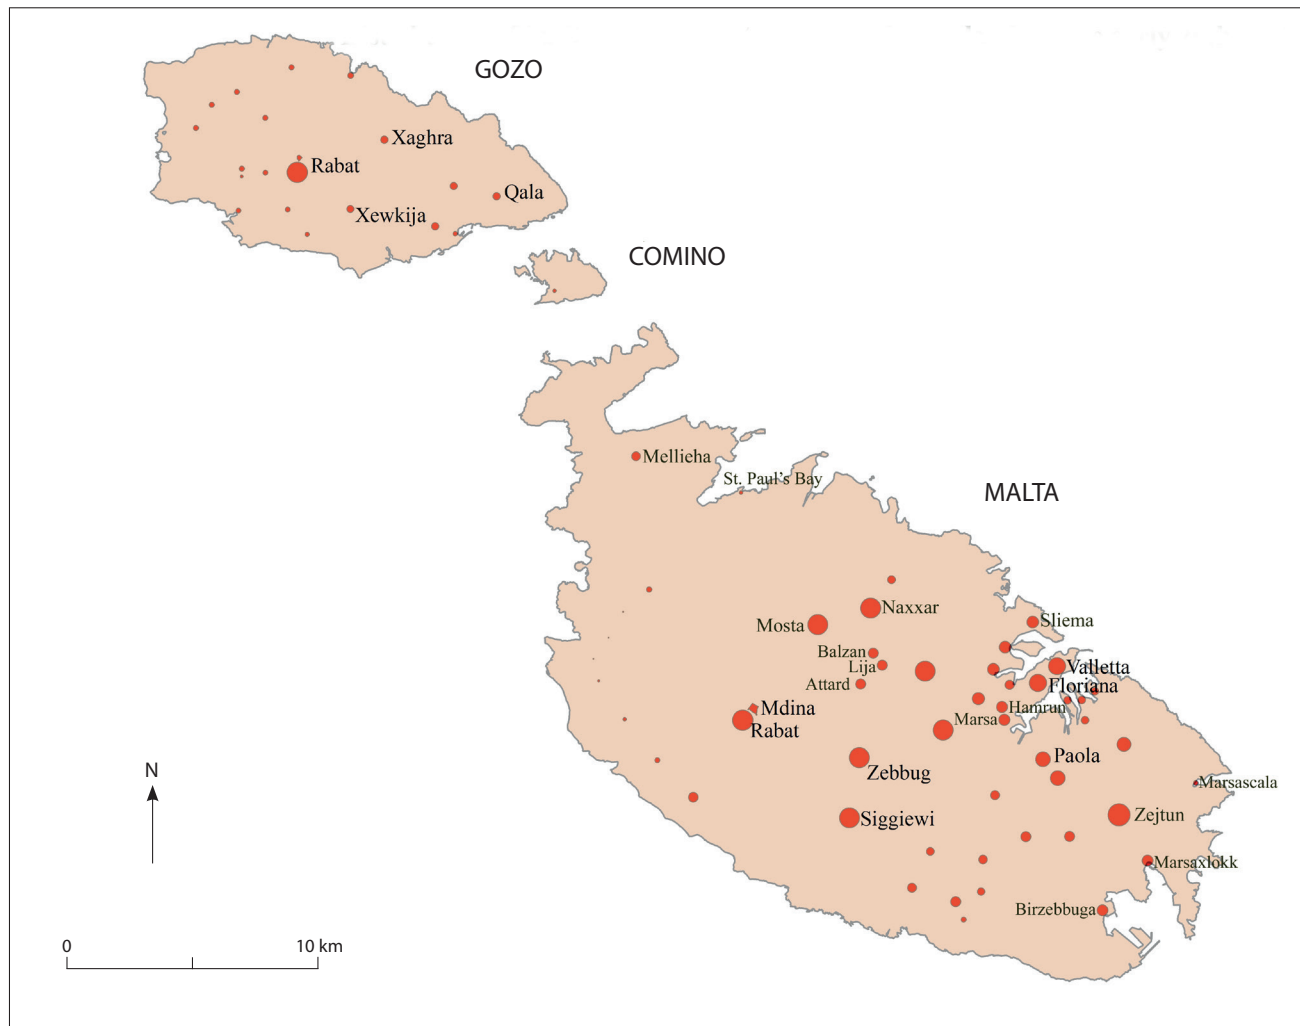 GOZO
Xaghra
Rabat
Qala
Xewkija
COMINO
Mellieha
St. Paul's Bay
MALTA
Naxxar
Mosta
Sliema
Balzan
Lija
Valletta
Attard
Floriana
Mdina
Hamrun
Marsa
Rabat
Paola
Zebbug
N
Marsascala
Siggiewi
Zejtun
Marsaxlokk
Birzebbuga
0 10 km